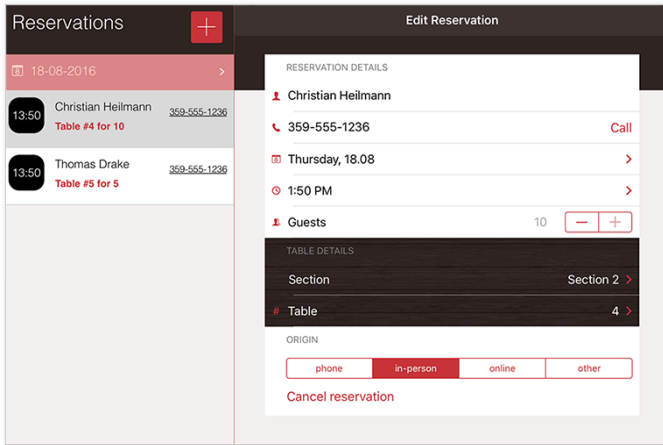 Reservations
+
18-08-2016 >
13:50 Christian Heilmann 359-555-1236
Table #4 for 10
13:50 Thomas Drake 359-555-1236
Table #5 for 5
Edit Reservation
RESERVATION DETAILS
Christian Heilmann
359-555-1236 Call
Thursday, 18.08 >
1:50 PM >
Guests 10 − +
TABLE DETAILS
Section Section 2 >
# Table 4 >
ORIGIN
phone in-person online other
Cancel reservation